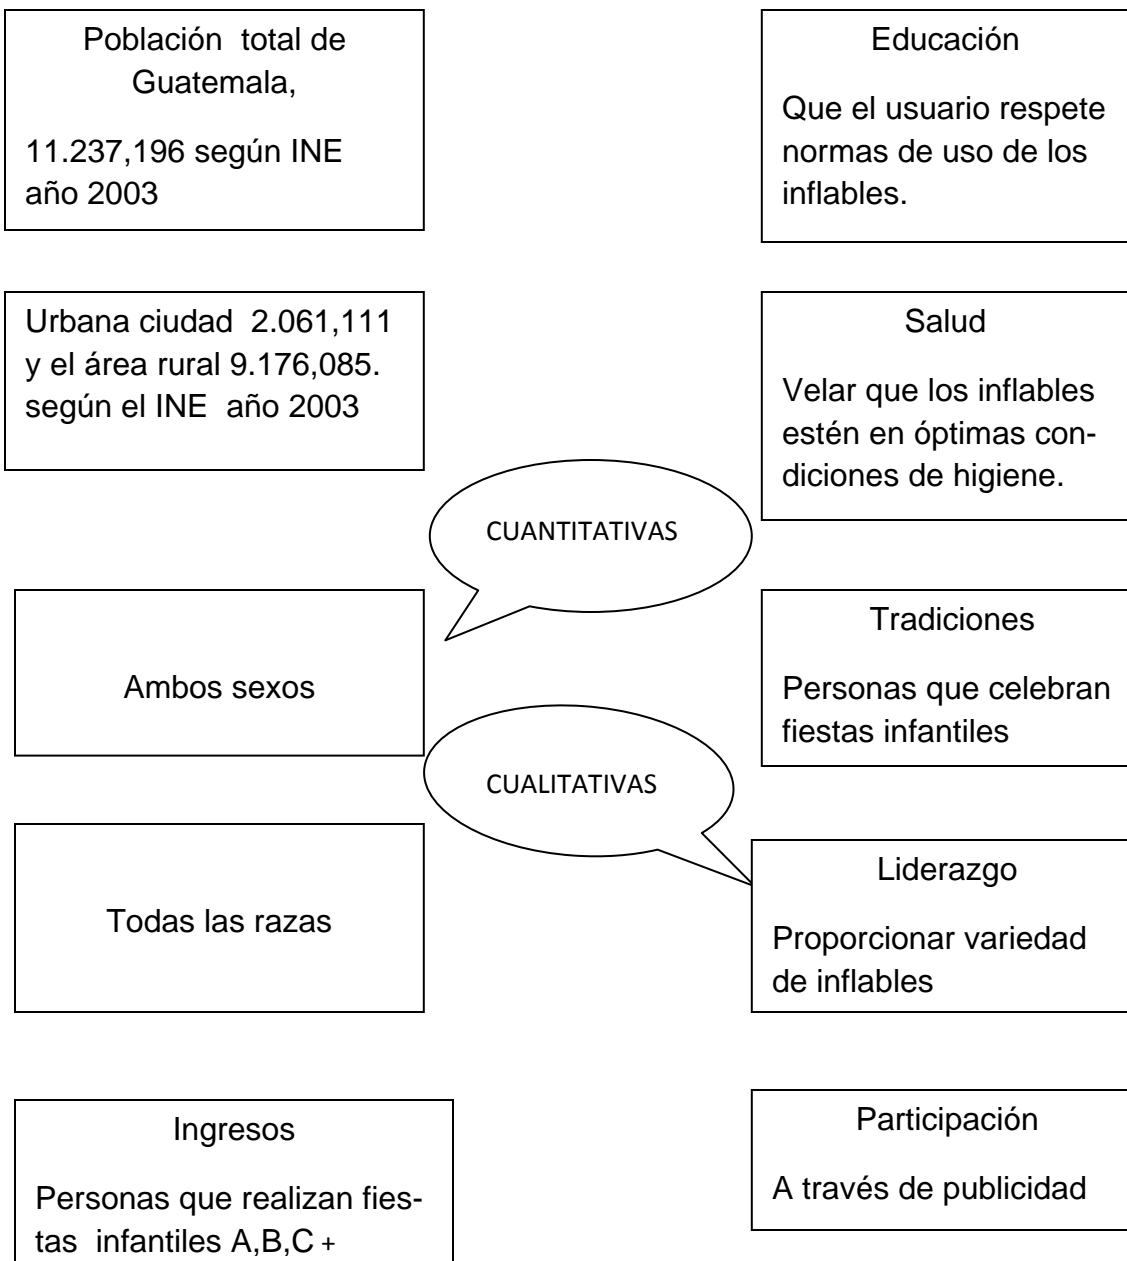 Población  total de
Guatemala,
11.237,196 según INE
año 2003
Urbana ciudad  2.061,111
y el área rural 9.176,085.
según el INE  año 2003
Ambos sexos
Todas las razas
Ingresos
Personas que realizan fies-
tas  infantiles A,B,C +
CUANTITATIVAS
CUALITATIVAS
Educación
Que el usuario respete
normas de uso de los
inflables.
Salud
Velar que los inflables
estén en óptimas con-
diciones de higiene.
Tradiciones
Personas que celebran
fiestas infantiles
Liderazgo
Proporcionar variedad
de inflables
Participación
A través de publicidad